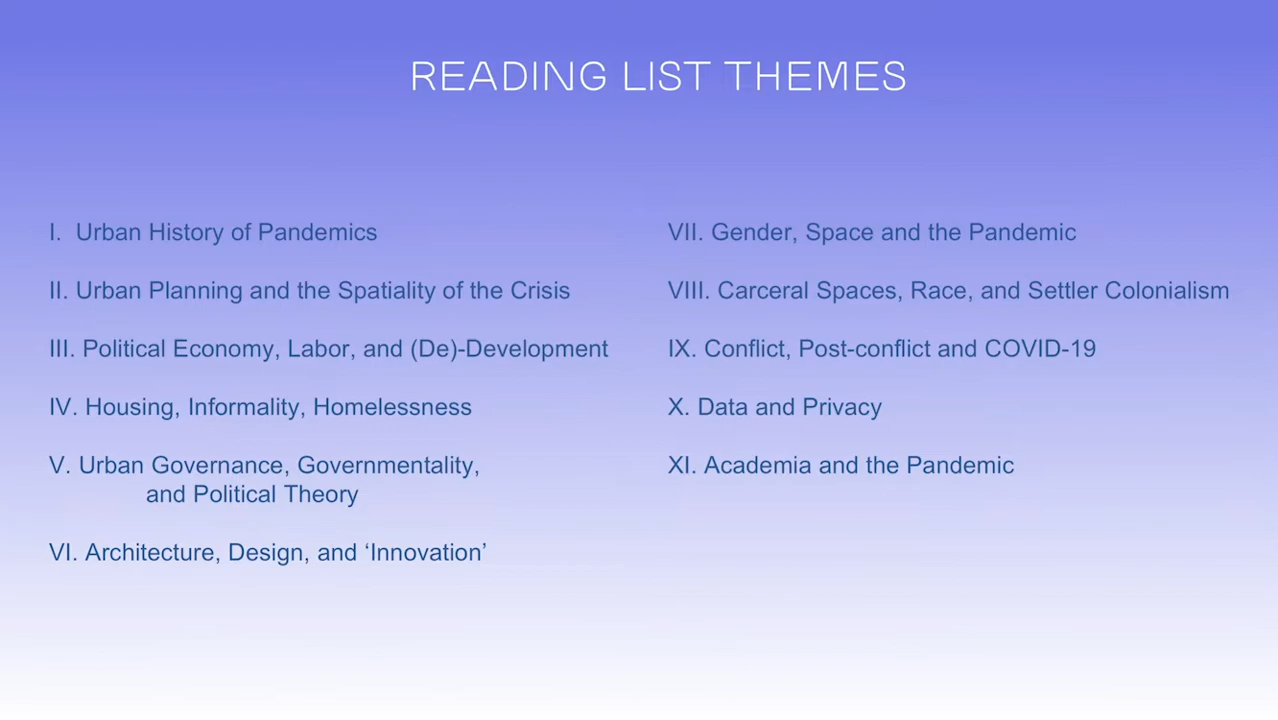 READING LIST THEMES
I. Urban History of Pandemics
II. Urban Planning and the Spatiality of the Crisis
III. Political Economy, Labor, and (De)-Development
IV. Housing, Informality, Homelessness
V. Urban Governance, Governmentality,
and Political Theory
VI. Architecture, Design, and ‘Innovation’
VII. Gender, Space and the Pandemic
VIII. Carceral Spaces, Race, and Settler Colonialism
IX. Conflict, Post-conflict and COVID-19
X. Data and Privacy
XI. Academia and the Pandemic